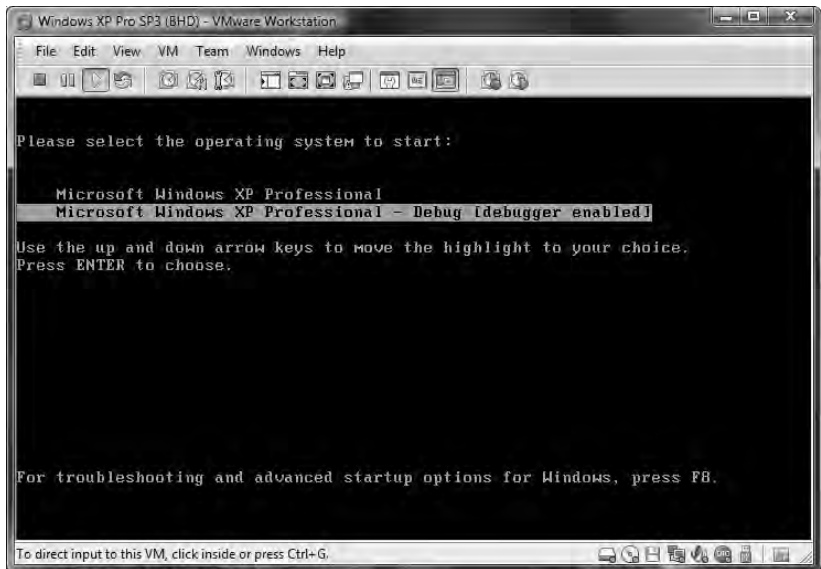 Windows XP Pro SP3 (BHD) - VMware Workstation
File Edit View VM Team Windows Help
Please select the operating system to start:
Microsoft Windows XP Professional
Microsoft Windows XP Professional - Debug [debugger enabled]
Use the up and down arrow keys to move the highlight to your choice.
Press ENTER to choose.
For troubleshooting and advanced startup options for Windows, press F8.
To direct input to this VM, click inside or press Ctrl+G.